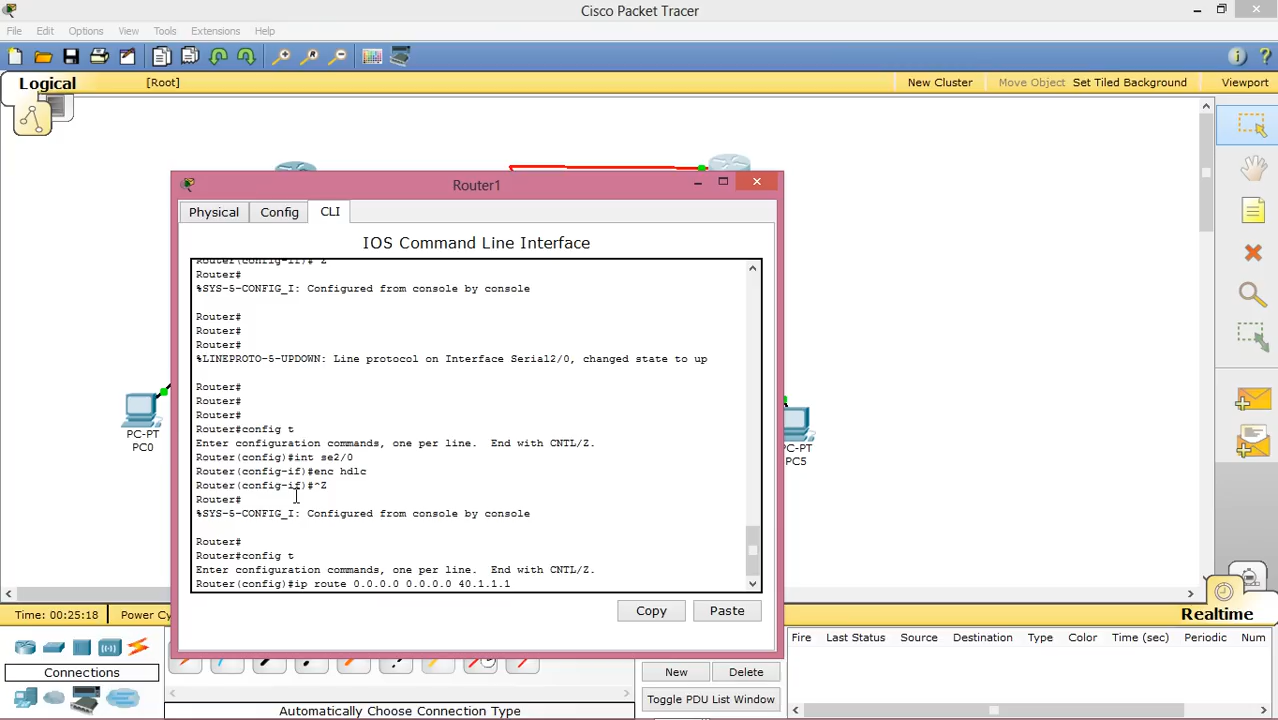 Cisco Packet Tracer
File Edit Options View Tools Extensions Help
Logical [Root] New Cluster Move Object Set Tiled Background Viewport
Router1
Physical Config CLI
IOS Command Line Interface
Router(config-if)#^Z
Router#
%SYS-5-CONFIG_I: Configured from console by console
Router#
Router#
Router#
%LINEPROTO-5-UPDOWN: Line protocol on Interface Serial2/0, changed state to up
Router#
Router#
Router#
Router#config t
Enter configuration commands, one per line. End with CNTL/Z.
Router(config)#int se2/0
Router(config-if)#enc hdlc
Router(config-if)#^Z
Router#
%SYS-5-CONFIG_I: Configured from console by console
Router#
Router#config t
Enter configuration commands, one per line. End with CNTL/Z.
Router(config)#ip route 0.0.0.0 0.0.0.0 40.1.1.1
Copy Paste
PC-PT
PC0
PC-PT
PC5
Time: 00:25:18 Power Cy
Realtime
Connections
Automatically Choose Connection Type
New Delete
Toggle PDU List Window
Fire Last Status Source Destination Type Color Time (sec) Periodic Num